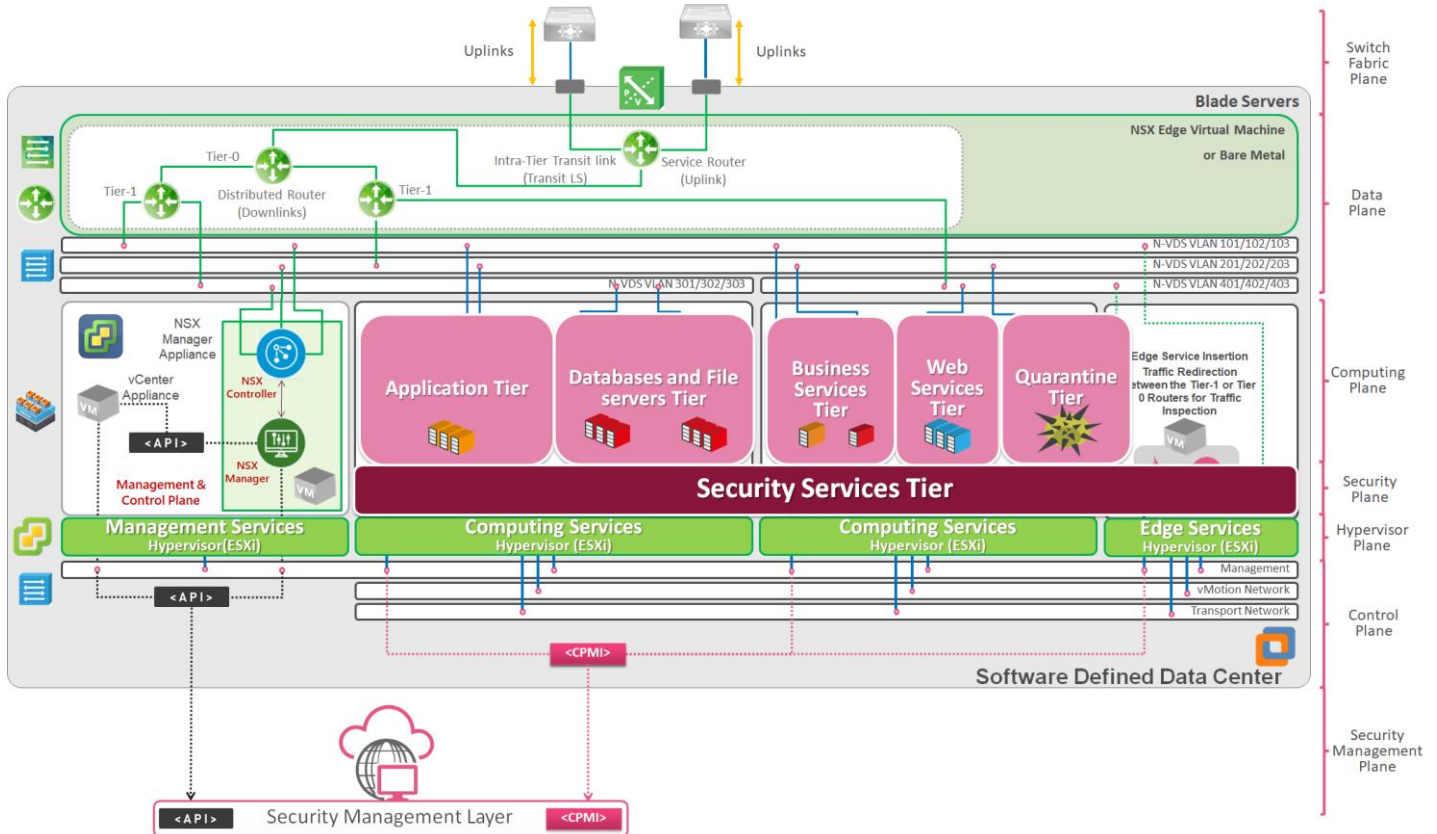 Uplinks
Uplinks
Switch
Fabric
Plane
Blade Servers
NSX Edge Virtual Machine
or Bare Metal
P
V
Tier-0
Tier-1
Distributed Router
(Downlinks)
Tier-1
Intra-Tier Transit link
(Transit LS)
Service Router
(Uplink)
Data
Plane
N-VDS VLAN 101/102/103
N-VDS VLAN 201/202/203
N-VDS VLAN 301/302/303
N-VDS VLAN 401/402/403
NSX
Manager
Appliance
vCenter
Appliance
VM
<API>
NSX
Controller
NSX
Manager
VM
Management &
Control Plane
Application Tier
Databases and File
servers Tier
Business
Services
Tier
Web
Services
Tier
Quarantine
Tier
Edge Service Insertion
Traffic Redirection
etween the Tier-1 or Tier
0 Routers for Traffic
Inspection
VM
Computing
Plane
Security Services Tier
Security
Plane
Management Services
Hypervisor(ESXi)
Computing Services
Hypervisor (ESXi)
Computing Services
Hypervisor (ESXi)
Edge Services
Hypervisor (ESXi)
Hypervisor
Plane
Management
vMotion Network
Transport Network
<API>
<CPMI>
Control
Plane
Software Defined Data Center
Security
Management
Plane
<API>
Security Management Layer
<CPMI>